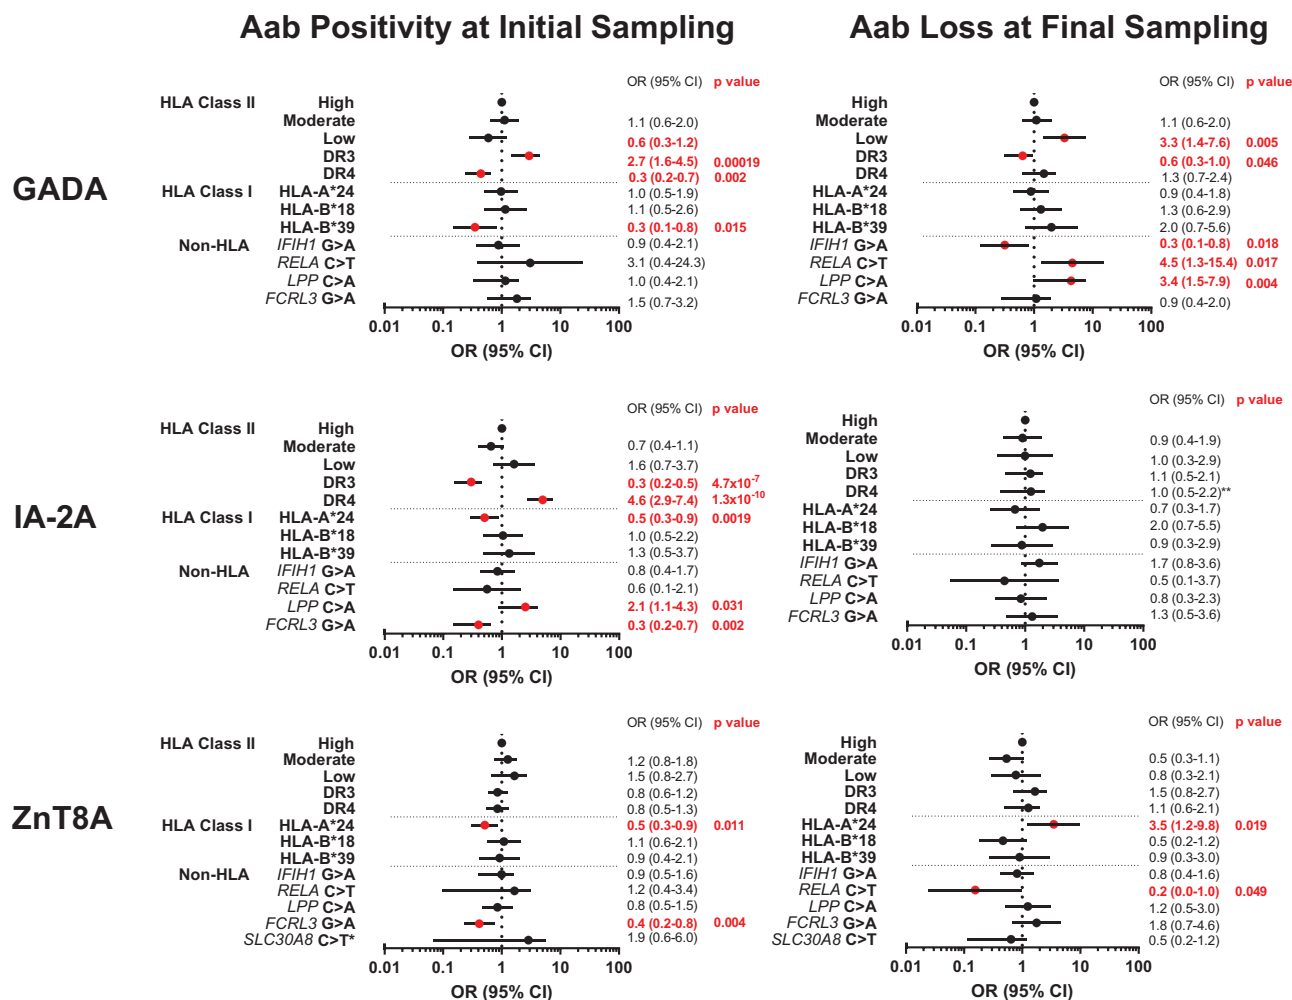 Aab Positivity at Initial Sampling
Aab Loss at Final Sampling
GADA
OR (95% CI) p value
HLA Class II High
Moderate 1.1 (0.6-2.0)
Low 0.6 (0.3-1.2)
DR3 2.7 (1.6-4.5) 0.00019
DR4 0.3 (0.2-0.7) 0.002
HLA Class I HLA-A*24 1.0 (0.5-1.9)
HLA-B*18 1.1 (0.5-2.6)
HLA-B*39 0.3 (0.1-0.8) 0.015
Non-HLA IFIH1 G>A 0.9 (0.4-2.1)
RELA C>T 3.1 (0.4-24.3)
LPP C>A 1.0 (0.4-2.1)
FCRL3 G>A 1.5 (0.7-3.2)
0.01 0.1 1 10 100
OR (95% CI)
OR (95% CI) p value
High
Moderate 1.1 (0.6-2.0)
Low 3.3 (1.4-7.6) 0.005
DR3 0.6 (0.3-1.0) 0.046
DR4 1.3 (0.7-2.4)
HLA-A*24 0.9 (0.4-1.8)
HLA-B*18 1.3 (0.6-2.9)
HLA-B*39 2.0 (0.7-5.6)
IFIH1 G>A 0.3 (0.1-0.8) 0.018
RELA C>T 4.5 (1.3-15.4) 0.017
LPP C>A 3.4 (1.5-7.9) 0.004
FCRL3 G>A 0.9 (0.4-2.0)
0.01 0.1 1 10 100
OR (95% CI)
IA-2A
OR (95% CI) p value
HLA Class II High
Moderate 0.7 (0.4-1.1)
Low 1.6 (0.7-3.7)
DR3 0.3 (0.2-0.5) 4.7x10-7
DR4 4.6 (2.9-7.4) 1.3x10-10
HLA Class I HLA-A*24 0.5 (0.3-0.9) 0.0019
HLA-B*18 1.0 (0.5-2.2)
HLA-B*39 1.3 (0.5-3.7)
Non-HLA IFIH1 G>A 0.8 (0.4-1.7)
RELA C>T 0.6 (0.1-2.1)
LPP C>A 2.1 (1.1-4.3) 0.031
FCRL3 G>A 0.3 (0.2-0.7) 0.002
0.01 0.1 1 10 100
OR (95% CI)
OR (95% CI) p value
High
Moderate 0.9 (0.4-1.9)
Low 1.0 (0.3-2.9)
DR3 1.1 (0.5-2.1)
DR4 1.0 (0.5-2.2)**
HLA-A*24 0.7 (0.3-1.7)
HLA-B*18 2.0 (0.7-5.5)
HLA-B*39 0.9 (0.3-2.9)
IFIH1 G>A 1.7 (0.8-3.6)
RELA C>T 0.5 (0.1-3.7)
LPP C>A 0.8 (0.3-2.3)
FCRL3 G>A 1.3 (0.5-3.6)
0.01 0.1 1 10 100
OR (95% CI)
ZnT8A
OR (95% CI) p value
HLA Class II High
Moderate 1.2 (0.8-1.8)
Low 1.5 (0.8-2.7)
DR3 0.8 (0.6-1.2)
DR4 0.8 (0.5-1.3)
HLA Class I HLA-A*24 0.5 (0.3-0.9) 0.011
HLA-B*18 1.1 (0.6-2.1)
HLA-B*39 0.9 (0.4-2.1)
Non-HLA IFIH1 G>A 0.9 (0.5-1.6)
RELA C>T 1.2 (0.4-3.4)
LPP C>A 0.8 (0.5-1.5)
FCRL3 G>A 0.4 (0.2-0.8) 0.004
SLC30A8 C>T* 1.9 (0.6-6.0)
0.01 0.1 1 10 100
OR (95% CI)
OR (95% CI) p value
High
Moderate 0.5 (0.3-1.1)
Low 0.8 (0.3-2.1)
DR3 1.5 (0.8-2.7)
DR4 1.1 (0.6-2.1)
HLA-A*24 3.5 (1.2-9.8) 0.019
HLA-B*18 0.5 (0.2-1.2)
HLA-B*39 0.9 (0.3-3.0)
IFIH1 G>A 0.8 (0.4-1.6)
RELA C>T 0.2 (0.0-1.0) 0.049
LPP C>A 1.2 (0.5-3.0)
FCRL3 G>A 1.8 (0.7-4.6)
SLC30A8 C>T 0.5 (0.2-1.2)
0.01 0.1 1 10 100
OR (95% CI)